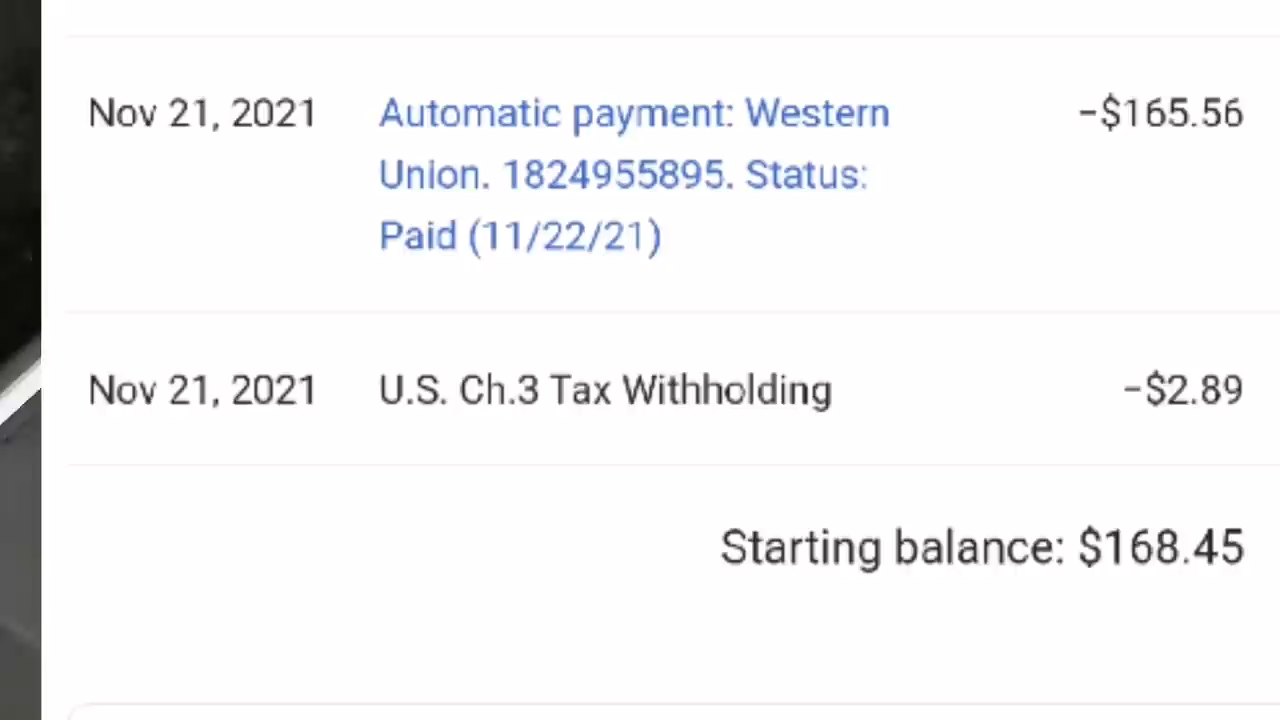 Nov 21, 2021 Automatic payment: Western −$165.56
Union. 1824955895. Status:
Paid (11/22/21)
Nov 21, 2021 U.S. Ch.3 Tax Withholding −$2.89
Starting balance: $168.45